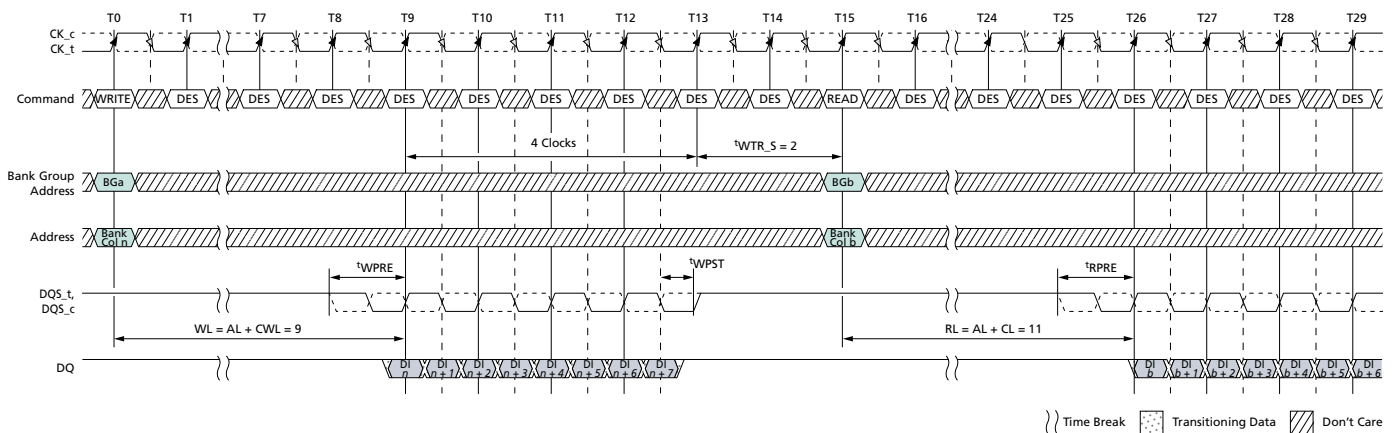 T0 T1 T7 T8 T9 T10 T11 T12 T13 T15 T16 T24 T25 T26 T27 T28 T29
CK_c
CK_t
Command WRITE DES DES DES DES DES DES DES DES DES READ DES DES DES DES DES DES DES
4 Clocks tWTR_S = 2
Bank Group
Address
BGa BGb
Address
Bank
Col n
Bank
Col b
tWPRE tWPST tRPRE
DQS_t,
DQS_c
WL = AL + CWL = 9 RL = AL + CL = 11
DQ
DI
n
DI
n + 1
DI
n + 2
DI
n + 3
DI
n + 4
DI
n + 5
DI
n + 6
DI
n + 7
DI
b
DI
b + 1
DI
b + 2
DI
b + 3
DI
b + 4
DI
b + 5
DI
b + 6
Time Break Transitioning Data Don't Care